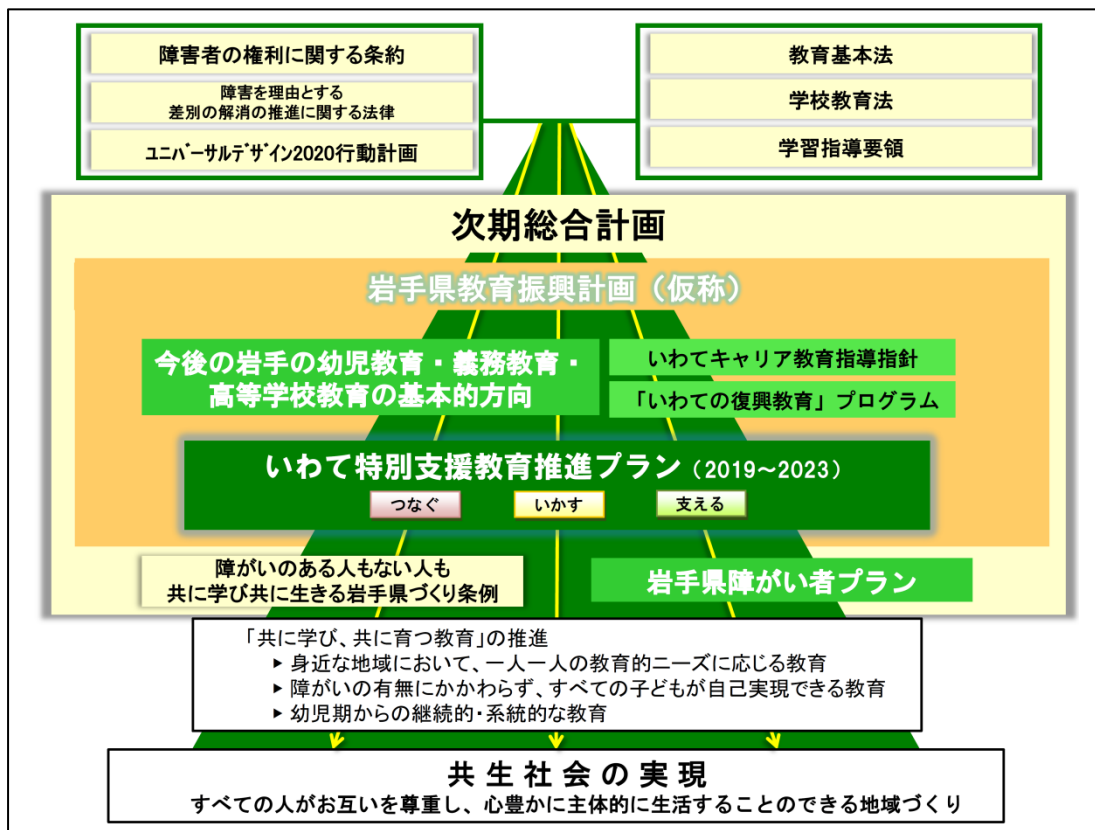 障害者の権利に関する条約
障害を理由とする
差別の解消の推進に関する法律
ユニバーサルデザイン2020行動計画
教育基本法
学校教育法
学習指導要領
次期総合計画
岩手県教育振興計画（仮称）
今後の岩手の幼児教育・義務教育・
高等学校教育の基本的方向
いわてキャリア教育指導指針
「いわての復興教育」プログラム
いわて特別支援教育推進プラン（2019～2023）
つなぐ
いかす
支える
障がいのある人もない人も
共に学び共に生きる岩手県づくり条例
岩手県障がい者プラン
「共に学び、共に育つ教育」の推進
▶ 身近な地域において、一人一人の教育的ニーズに応じる教育
▶ 障がいの有無にかかわらず、すべての子どもが自己実現できる教育
▶ 幼児期からの継続的・系統的な教育
共生社会の実現
すべての人がお互いを尊重し、心豊かに主体的に生活することのできる地域づくり